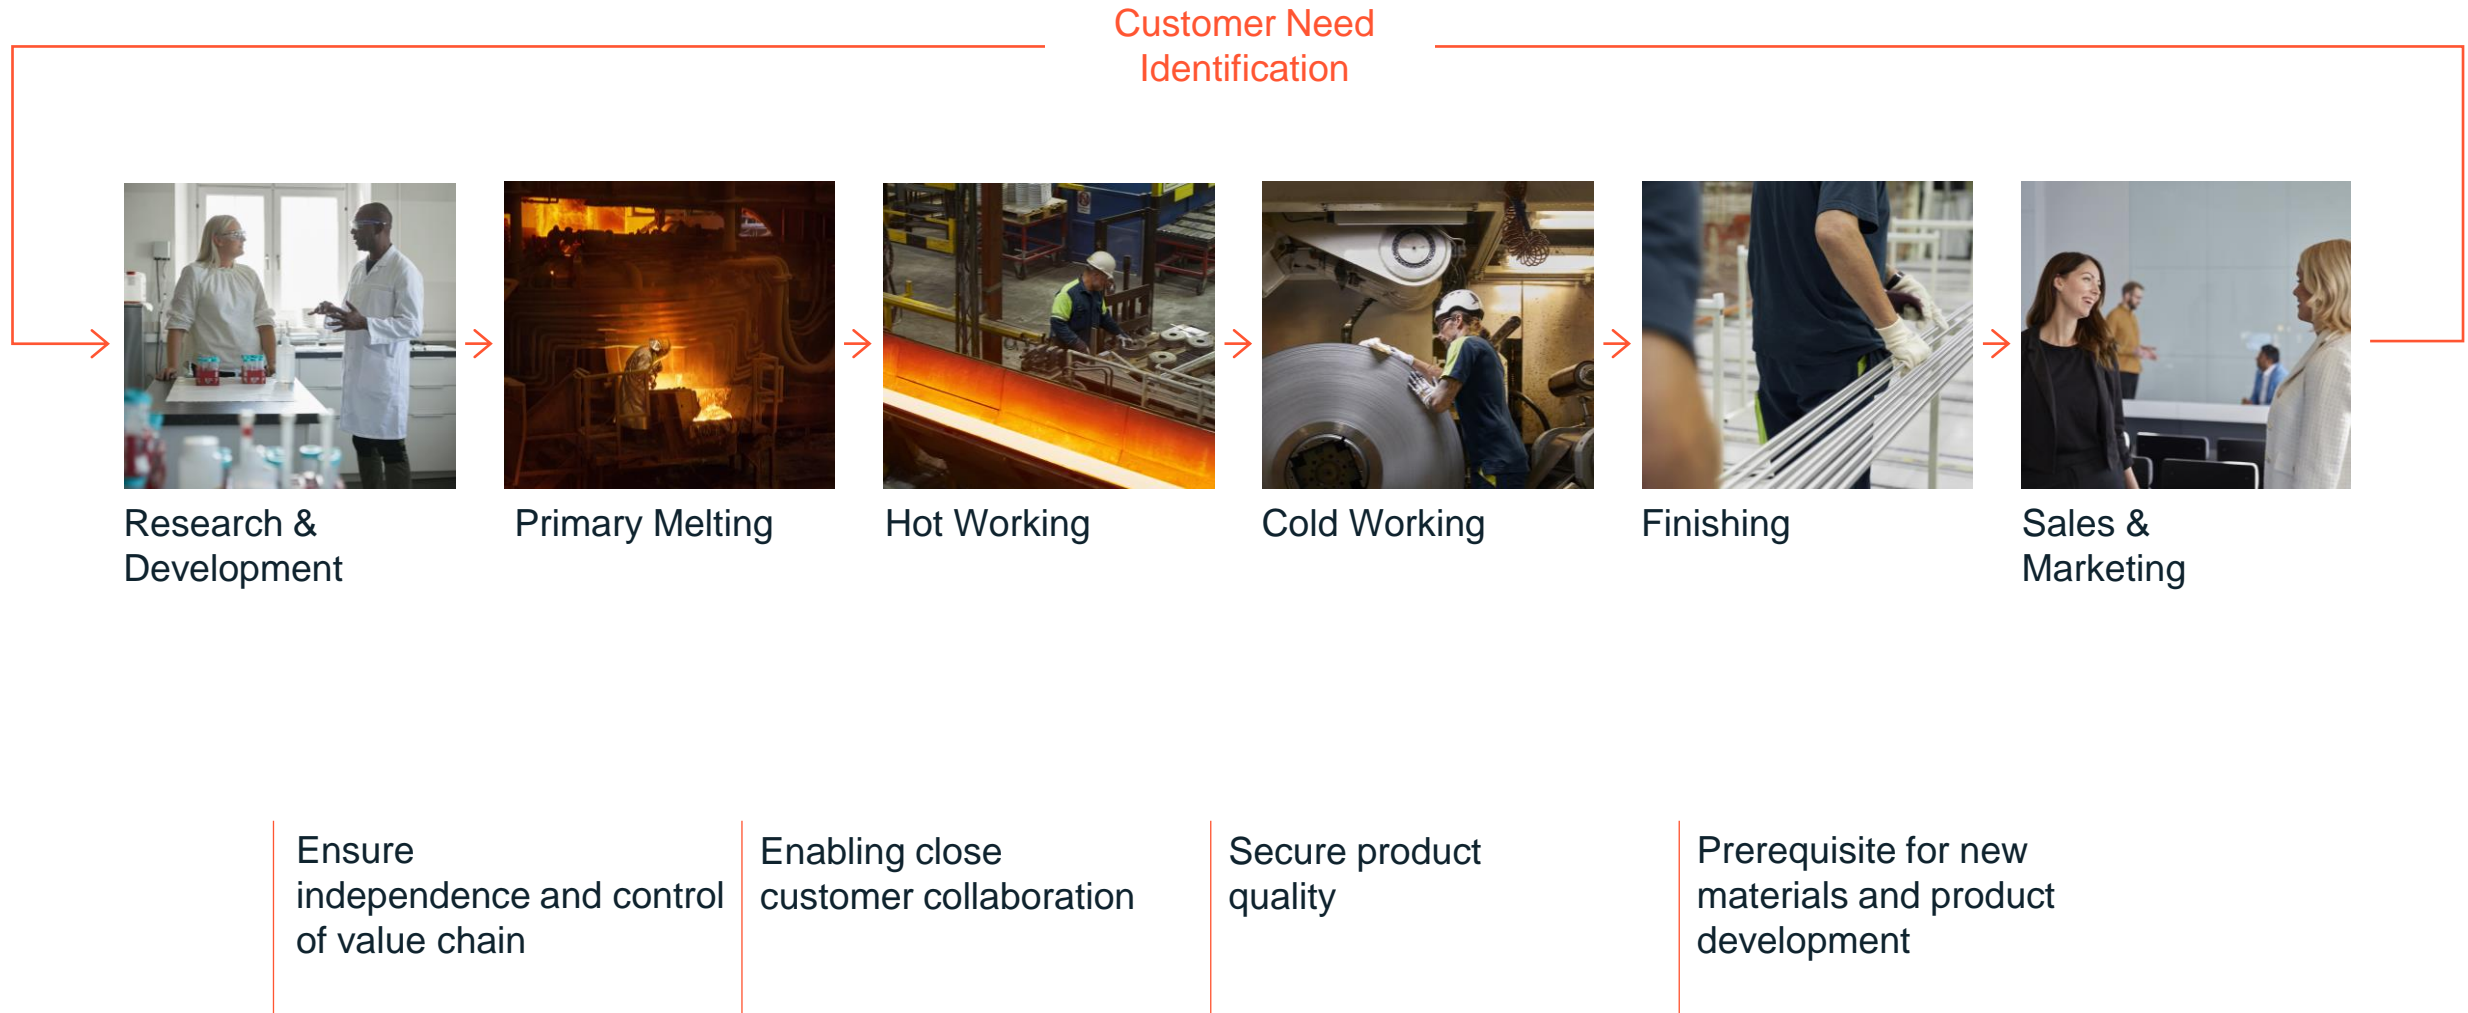 Customer Need
Identification
Research &
Development
Primary Melting
Hot Working
Cold Working
Finishing
Sales &
Marketing
Ensure
independence and control
of value chain
Enabling close
customer collaboration
Secure product
quality
Prerequisite for new
materials and product
development